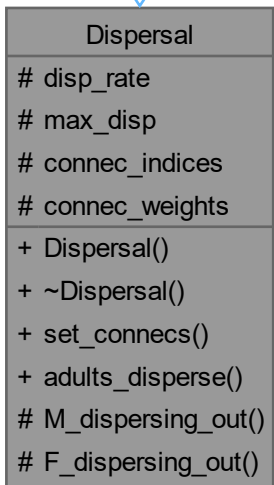 Dispersal
# disp_rate
# max_disp
# connec_indices
# connec_weights
+ Dispersal()
+ ~Dispersal()
+ set_connecs()
+ adults_disperse()
# M_dispersing_out()
# F_dispersing_out()